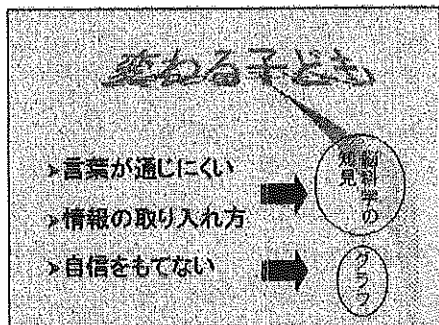 変わる子ども
言葉が通じにくい
情報の取り入れ方
自信をもてない
脳科学の
知見
グラフ